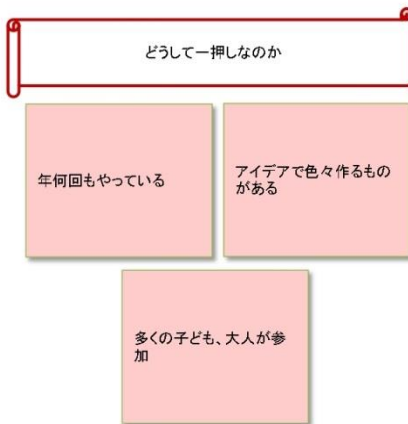 どうして一押しなのか
年何回もやっている
アイデアで色々作るもの
がある
多くの子ども、大人が参
加